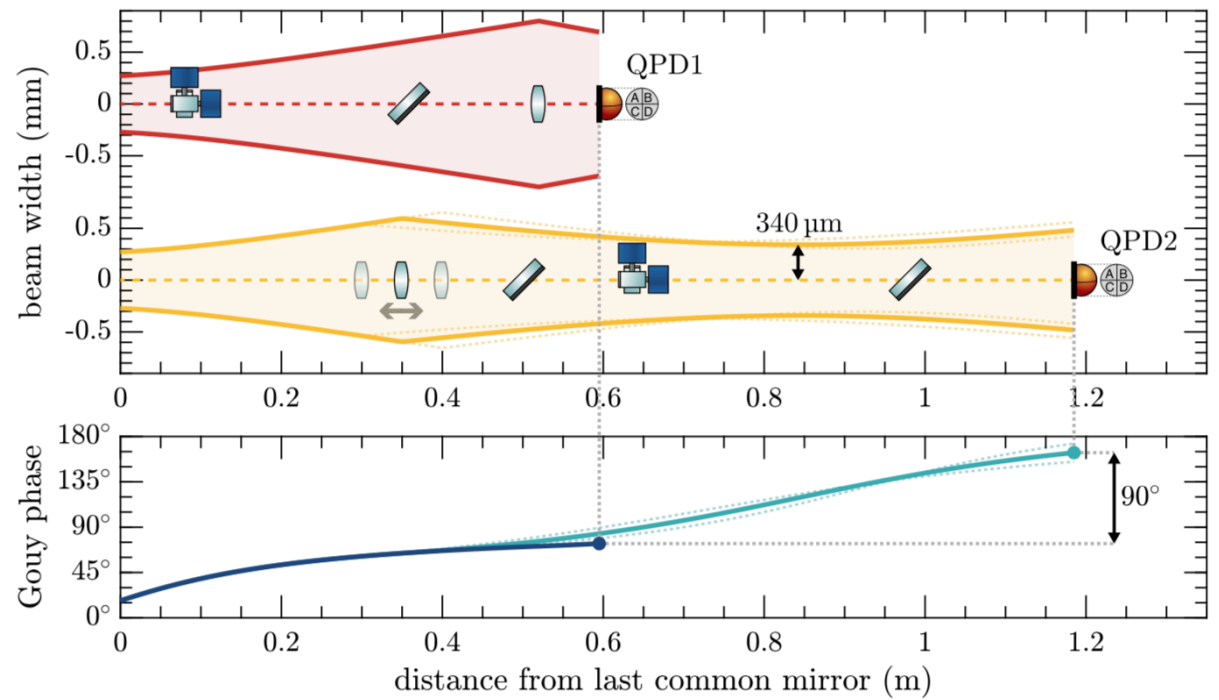 beam width (mm)
0.5
0
-0.5
QPD1
A B
C D
0.5
0
-0.5
340 μm
QPD2
A B
C D
0 0.2 0.4 0.6 0.8 1 1.2
Gouy phase
180°
135°
90°
45°
0°
90°
0 0.2 0.4 0.6 0.8 1 1.2
distance from last common mirror (m)